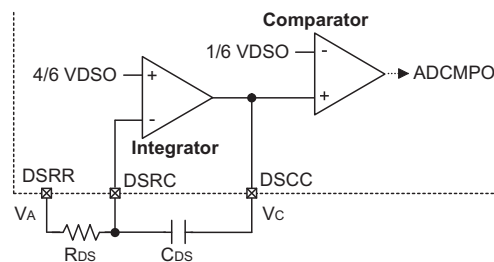 Comparator
1/6 VDSO
-
+
ADCMPO
4/6 VDSO
+
-
Integrator
DSRR
DSRC
DSCC
VA
VC
RDS
CDS